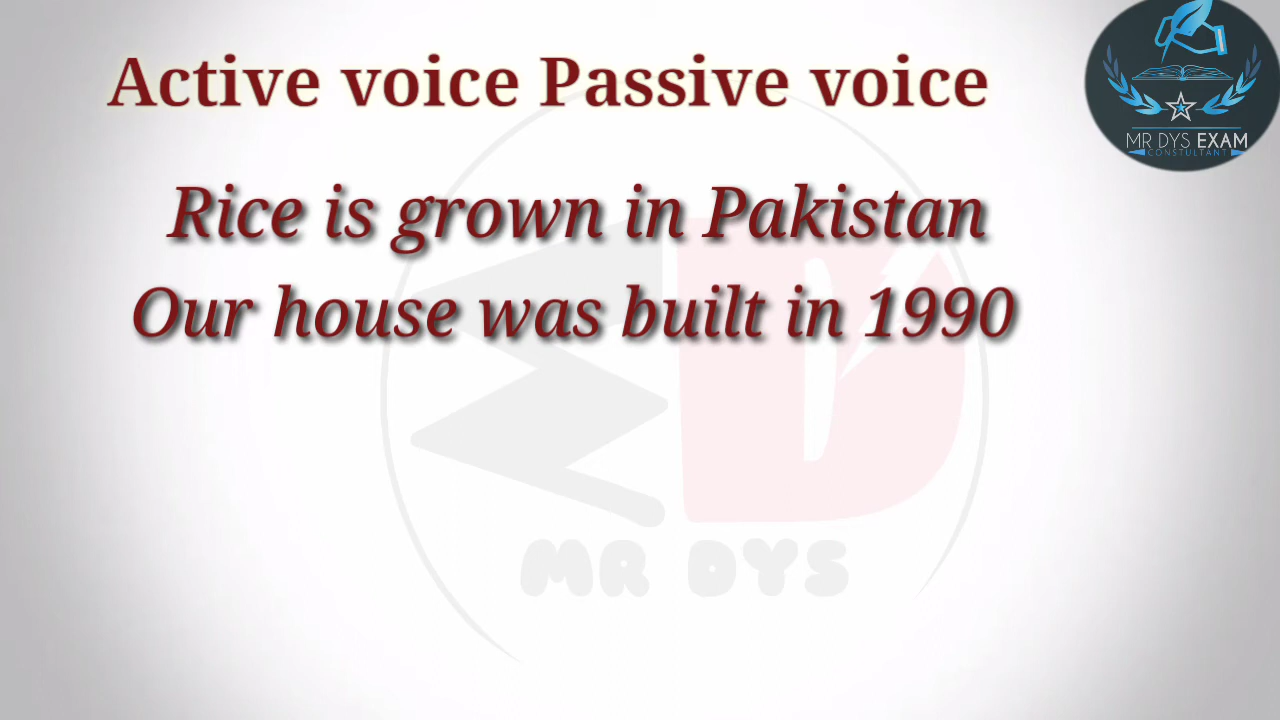 Active voice Passive voice
Rice is grown in Pakistan
Our house was built in 1990
MR DYS EXAM
CONSTULTANT
MR DYS